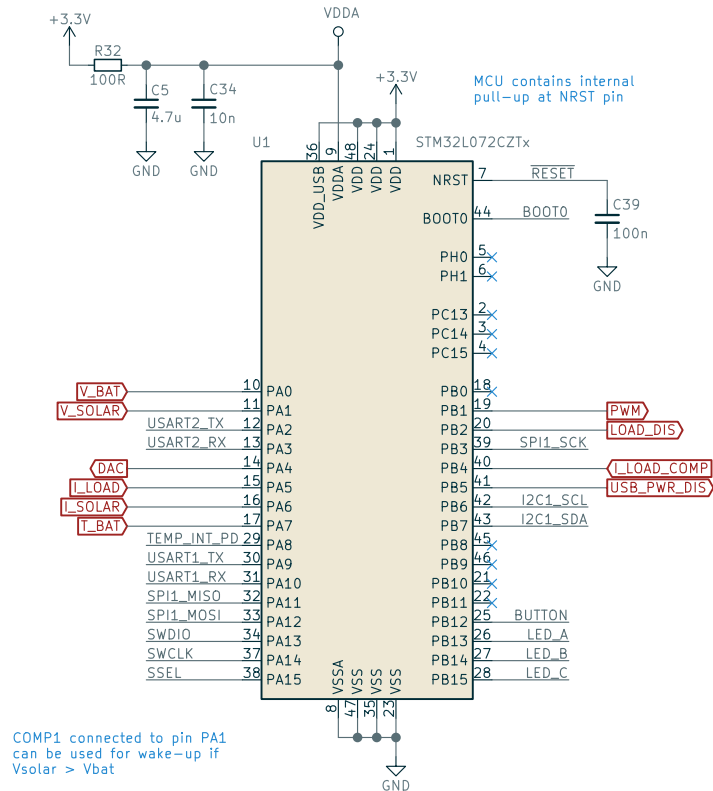 +3.3V
VDDA
R32
100R
C5
4.7u
C34
10n
GND
GND
+3.3V
MCU contains internal
pull-up at NRST pin
U1
STM32L072CZTx
36
9
48
24
1
VDD_USB
VDDA
VDD
VDD
VDD
NRST 7 RESET
BOOT0 44 BOOT0
C39
100n
GND
PH0 5
PH1 6
PC13 2
PC14 3
PC15 4
V_BAT 10 PA0
PB0 18
V_SOLAR 11 PA1
PB1 19 PWM
USART2_TX 12 PA2
PB2 20 LOAD_DIS
USART2_RX 13 PA3
PB3 39 SPI1_SCK
DAC 14 PA4
PB4 40 I_LOAD_COMP
I_LOAD 15 PA5
PB5 41 USB_PWR_DIS
I_SOLAR 16 PA6
PB6 42 I2C1_SCL
T_BAT 17 PA7
PB7 43 I2C1_SDA
TEMP_INT_PD 29 PA8
PB8 45
USART1_TX 30 PA9
PB9 46
USART1_RX 31 PA10
PB10 21
SPI1_MISO 32 PA11
PB11 22
SPI1_MOSI 33 PA12
PB12 25 BUTTON
SWDIO 34 PA13
PB13 26 LED_A
SWCLK 37 PA14
PB14 27 LED_B
SSEL 38 PA15
PB15 28 LED_C
VSSA
VSS
VSS
VSS
8
47
35
23
GND
COMP1 connected to pin PA1
can be used for wake-up if
Vsolar > Vbat